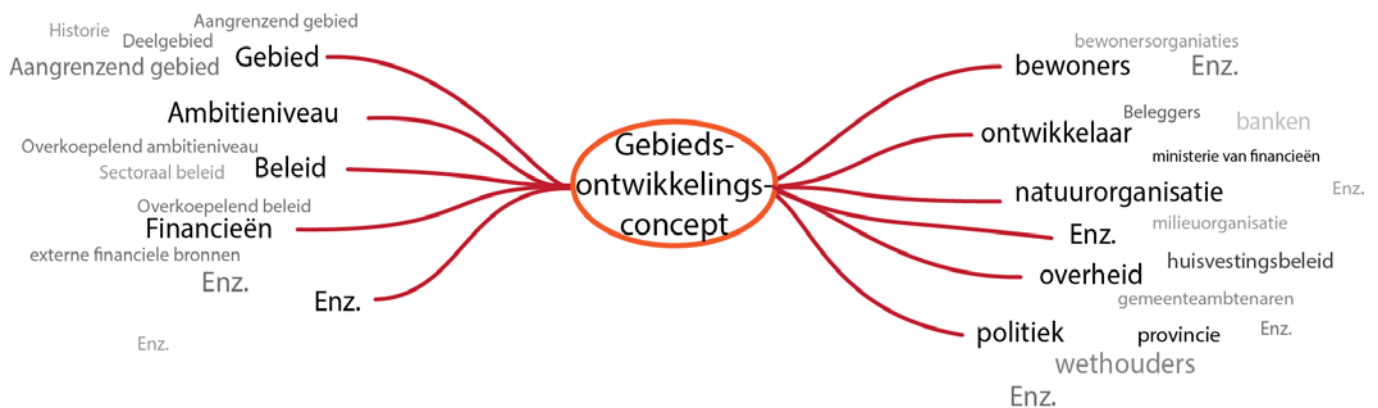 Aangrenzend gebied
Historie
Deelgebied
Aangrenzend gebied
Gebied
Ambitieniveau
Overkoepelend ambitieniveau
Sectoraal beleid
Beleid
Overkoepelend beleid
Financieën
externe financiele bronnen
Enz.
Enz.
Enz.
Gebieds-
ontwikkelings-
concept
bewonersorganiaties
bewoners
Enz.
Beleggers
ontwikkelaar
banken
ministerie van financieën
natuurorganisatie
Enz.
milieuorganisatie
Enz.
overheid
huisvestingsbeleid
gemeenteambtenaren
politiek
provincie
Enz.
wethouders
Enz.